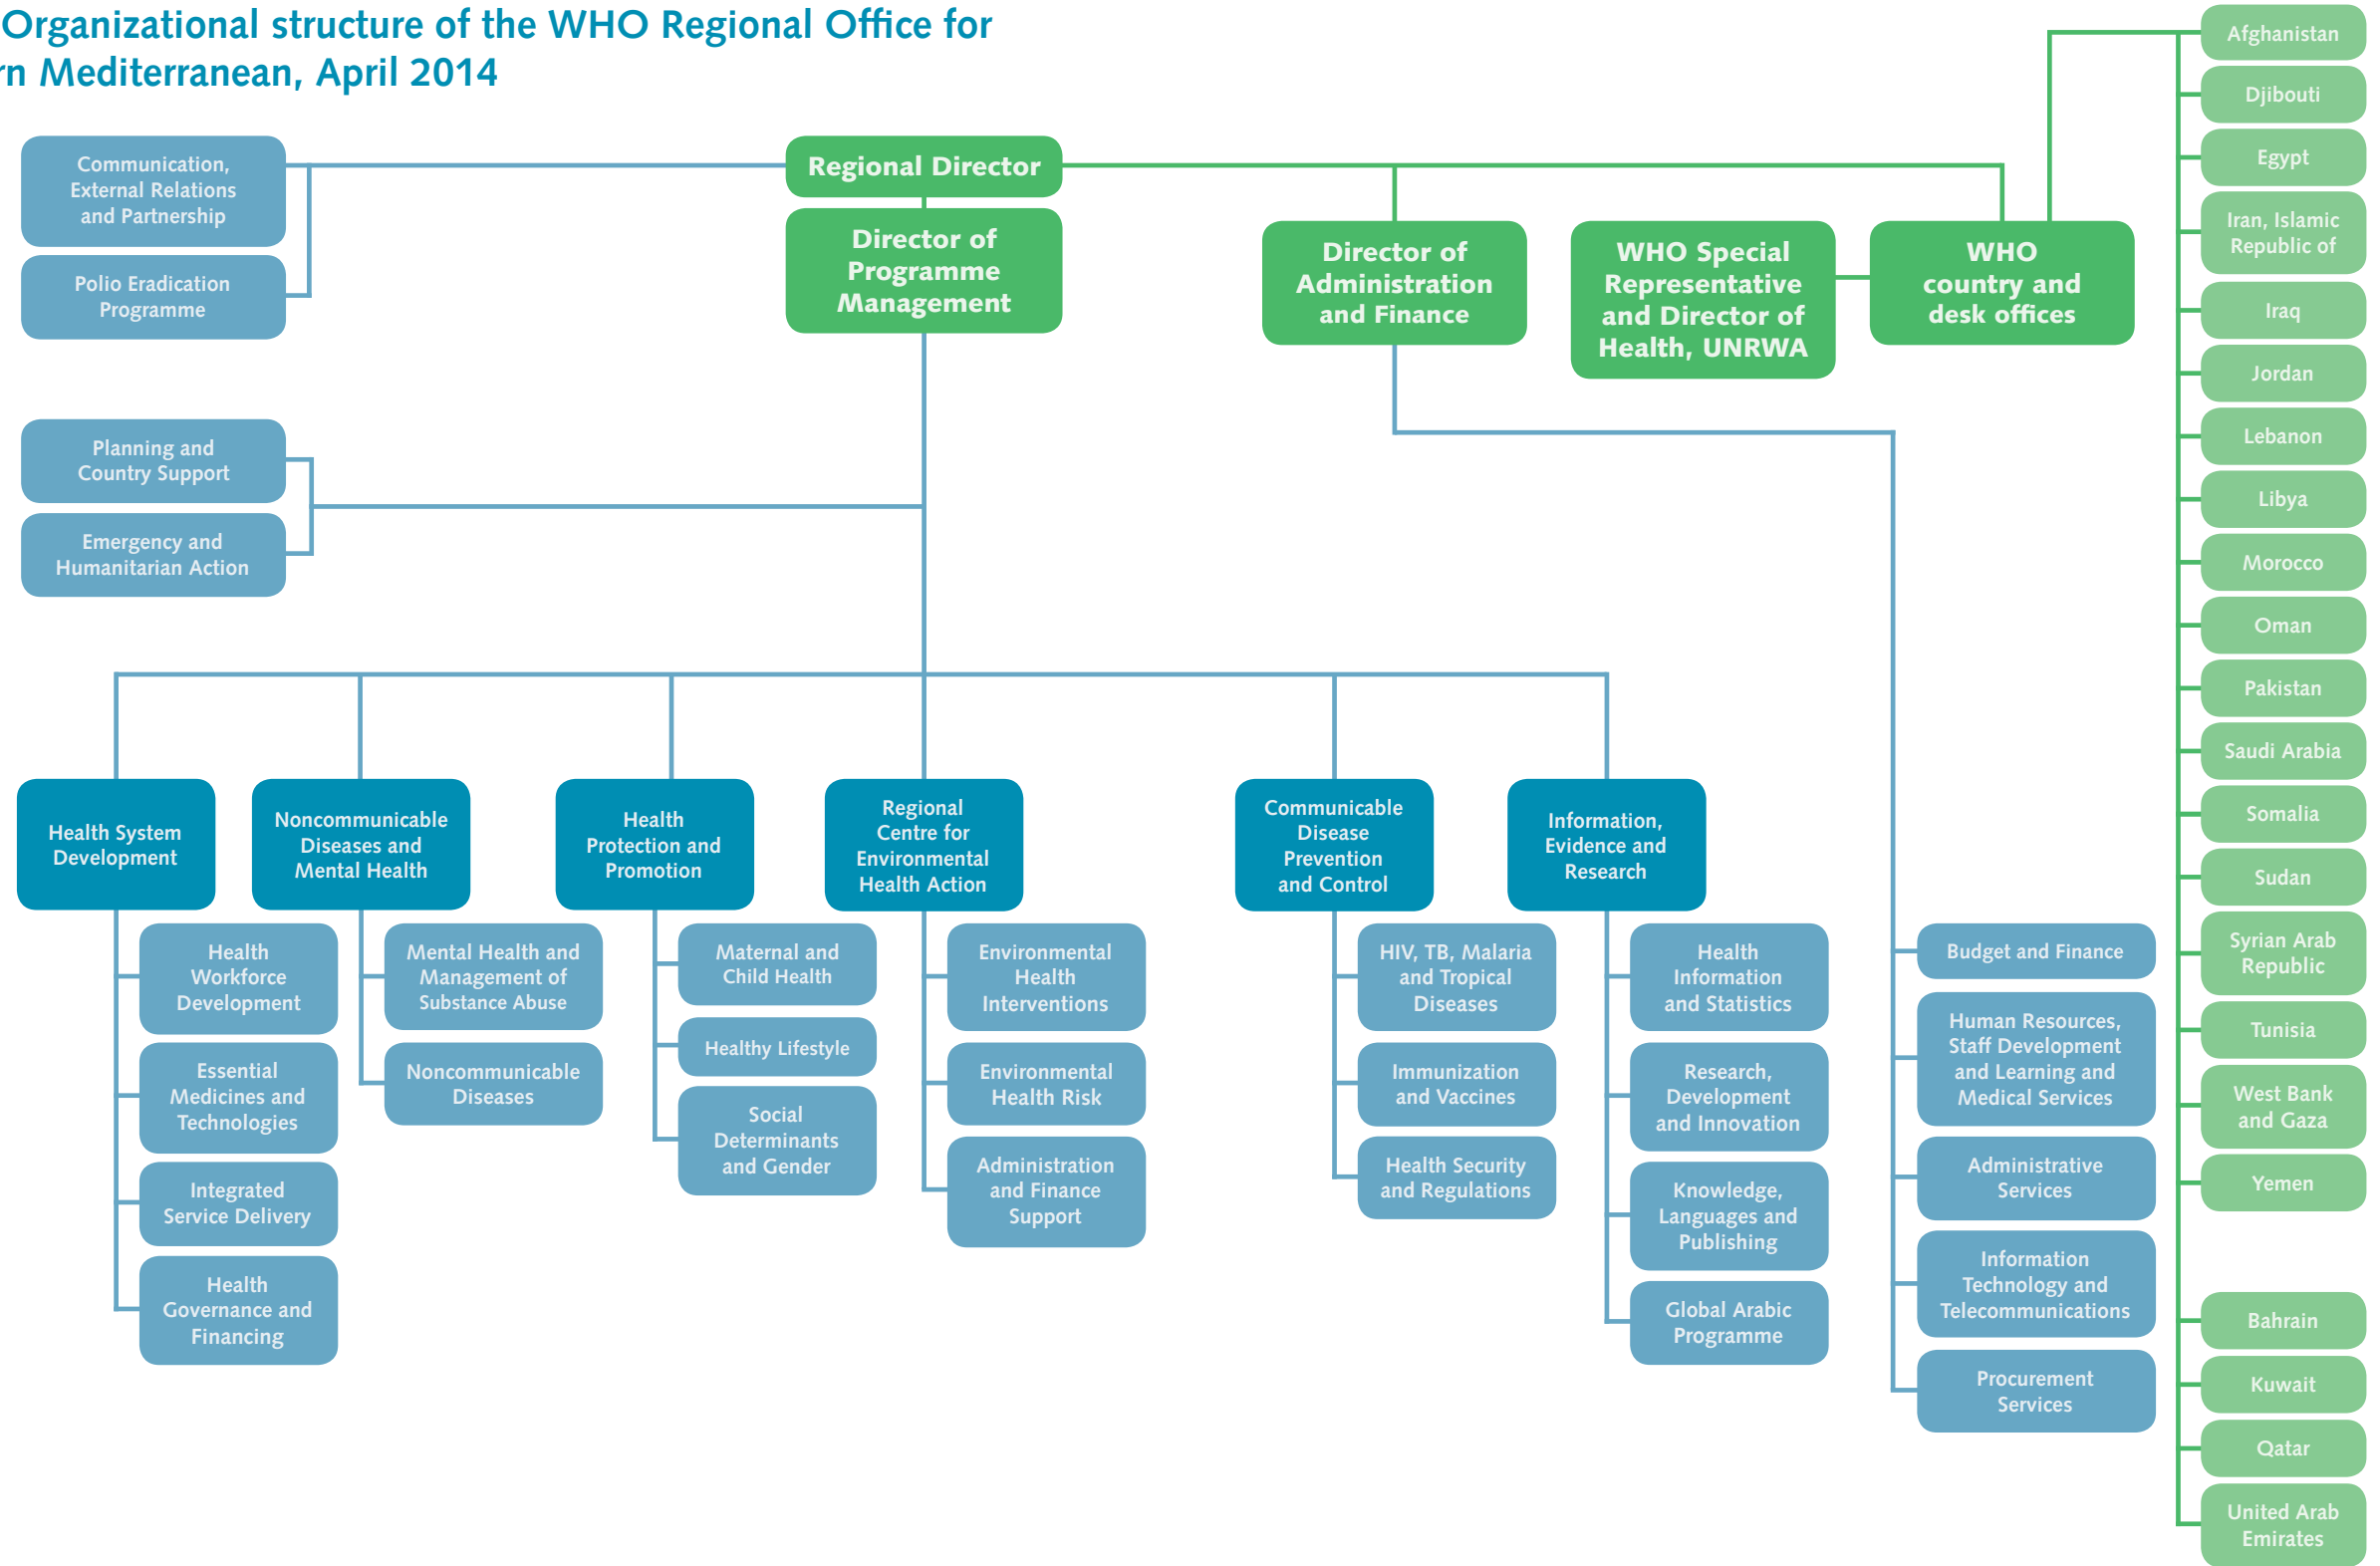 Organizational structure of the WHO Regional Office for
rn Mediterranean, April 2014
Communication,
External Relations
and Partnership
Polio Eradication
Programme
Regional Director
Director of
Programme
Management
Director of
Administration
and Finance
WHO Special
Representative
and Director of
Health, UNRWA
WHO
country and
desk offices
Planning and
Country Support
Emergency and
Humanitarian Action
Health System
Development
Health
Workforce
Development
Essential
Medicines and
Technologies
Integrated
Service Delivery
Health
Governance and
Financing
Noncommunicable
Diseases and
Mental Health
Mental Health and
Management of
Substance Abuse
Noncommunicable
Diseases
Health
Protection and
Promotion
Maternal and
Child Health
Healthy Lifestyle
Social
Determinants
and Gender
Regional
Centre for
Environmental
Health Action
Environmental
Health
Interventions
Environmental
Health Risk
Administration
and Finance
Support
Communicable
Disease
Prevention
and Control
HIV, TB, Malaria
and Tropical
Diseases
Immunization
and Vaccines
Health Security
and Regulations
Information,
Evidence and
Research
Health
Information
and Statistics
Research,
Development
and Innovation
Knowledge,
Languages and
Publishing
Global Arabic
Programme
Budget and Finance
Human Resources,
Staff Development
and Learning and
Medical Services
Administrative
Services
Information
Technology and
Telecommunications
Procurement
Services
Afghanistan
Djibouti
Egypt
Iran, Islamic
Republic of
Iraq
Jordan
Lebanon
Libya
Morocco
Oman
Pakistan
Saudi Arabia
Somalia
Sudan
Syrian Arab
Republic
Tunisia
West Bank
and Gaza
Yemen
Bahrain
Kuwait
Qatar
United Arab
Emirates